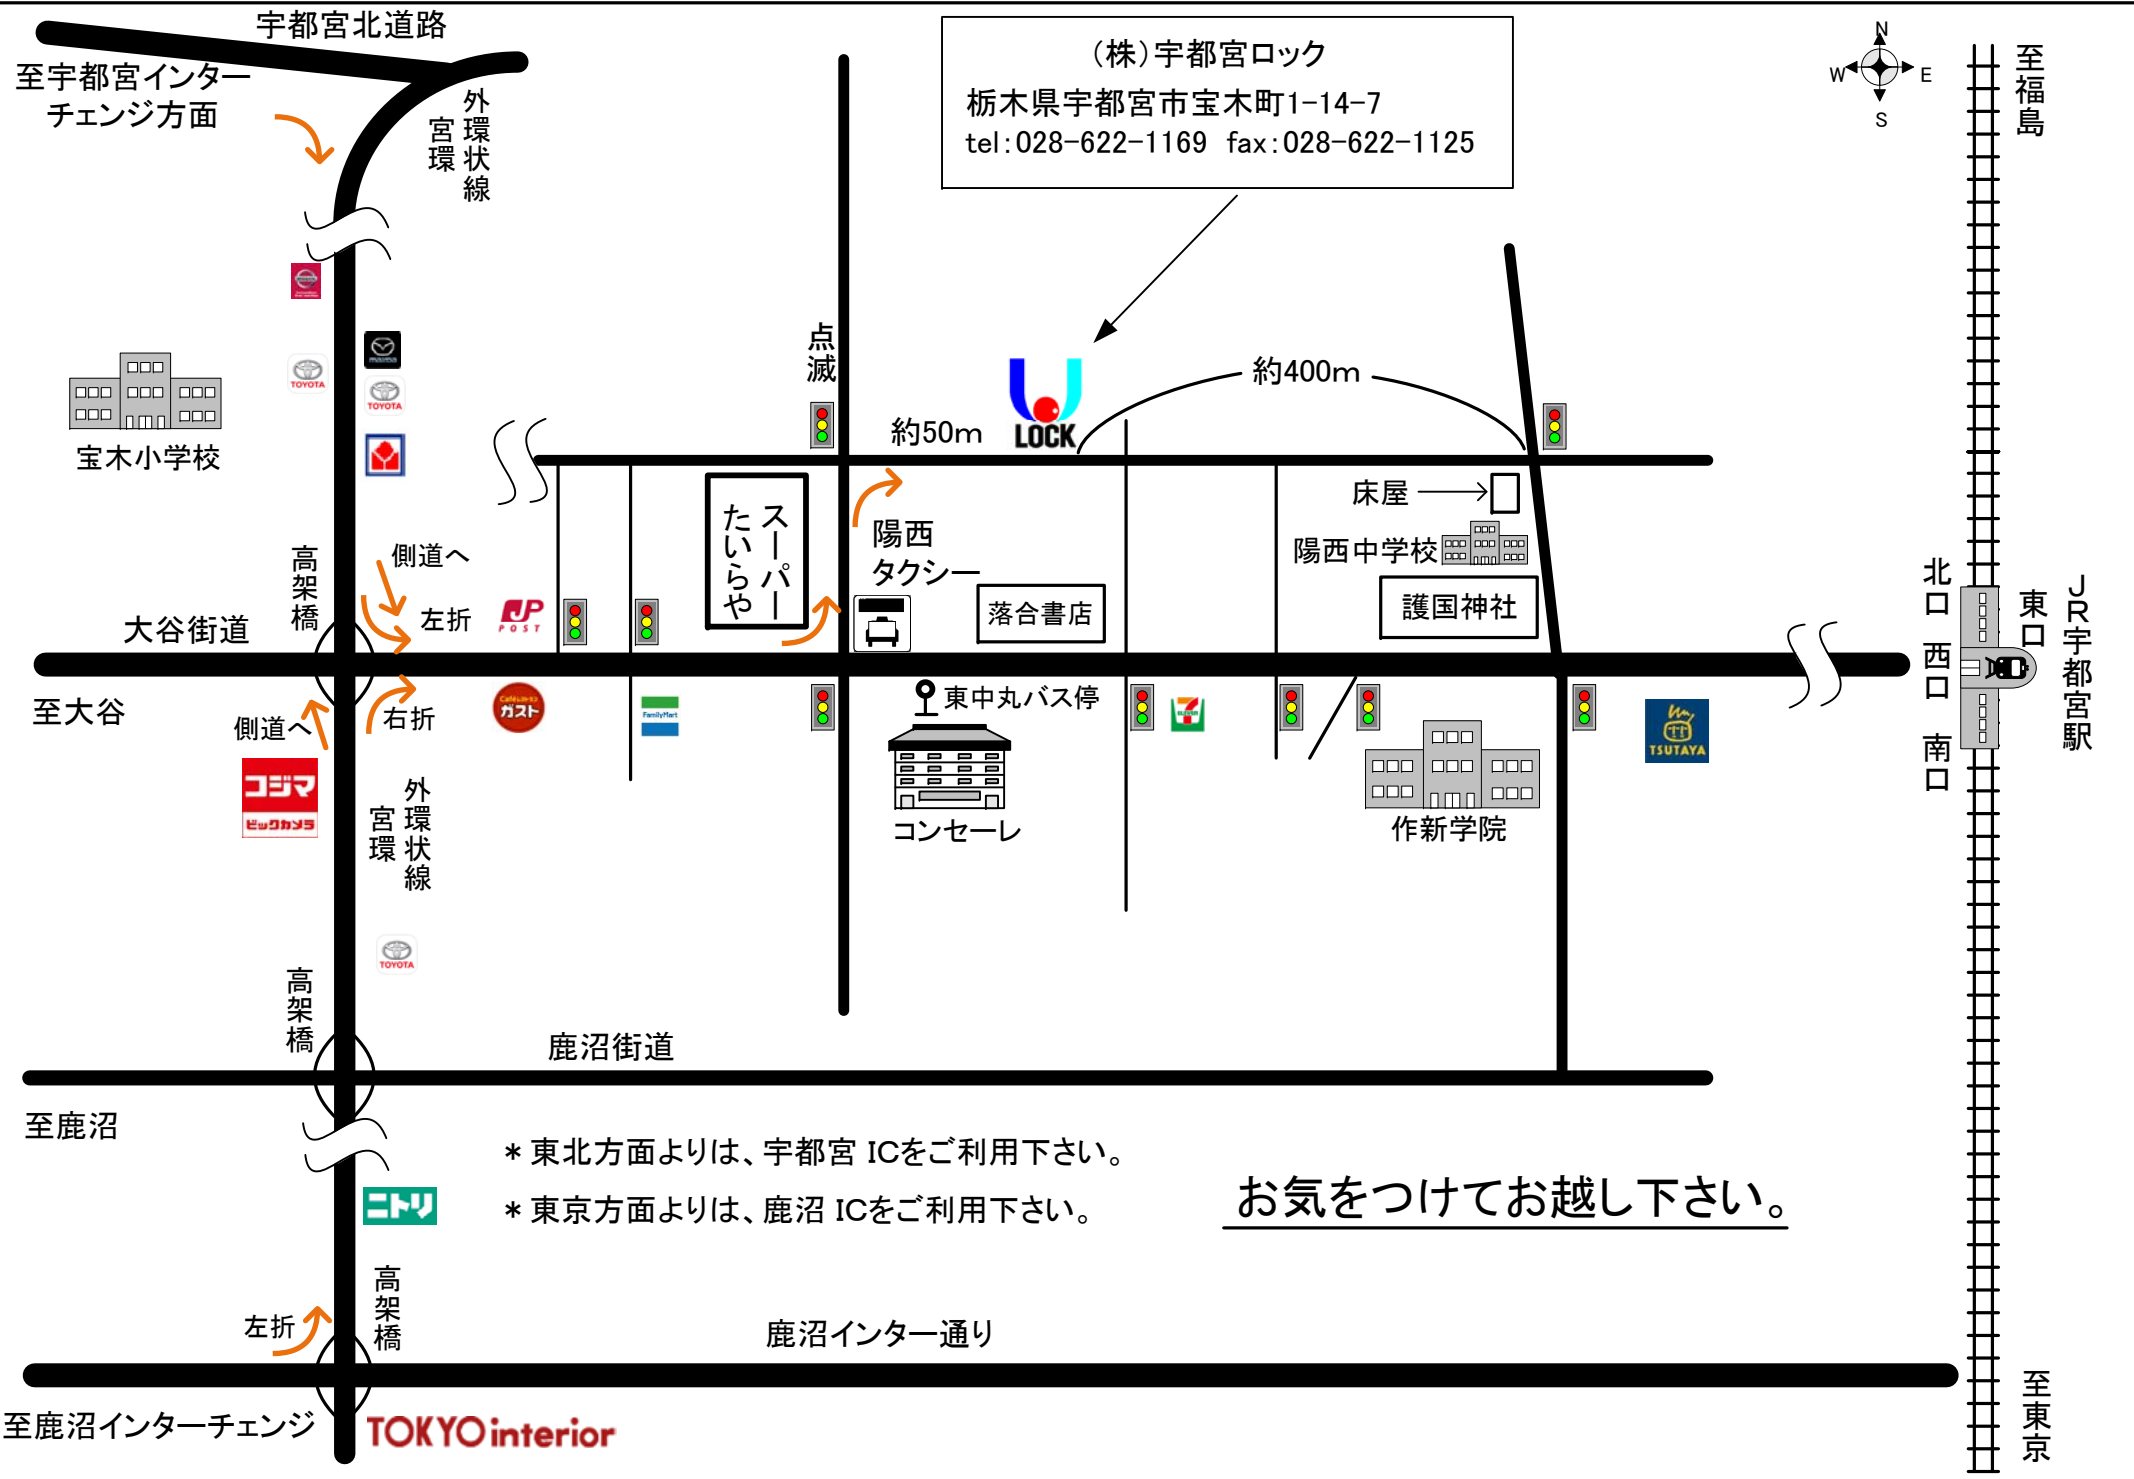 宇都宮北道路
至宇都宮インター
チェンジ方面
外環状線
宮環
(株)宇都宮ロック
栃木県宇都宮市宝木町1-14-7
tel:028-622-1169 fax:028-622-1125
N
W
E
S
至福島
TOYOTA
mazda
TOYOTA
宝木小学校
点滅
約50m
LOCK
約400m
床屋
陽西中学校
護国神社
スーパー
たいらや
陽西
タクシー
落合書店
高架橋
側道へ
左折
JP
POST
大谷街道
至大谷
側道へ
右折
ガスト
FamilyMart
東中丸バス停
コンセーレ
7
ELEVEN
作新学院
TSUTAYA
北口
西口
南口
東口
JR宇都宮駅
コジマ
ビックカメラ
外環状線
宮環
TOYOTA
高架橋
鹿沼街道
至鹿沼
*東北方面よりは、宇都宮 ICをご利用下さい。
*東京方面よりは、鹿沼 ICをご利用下さい。
お気をつけてお越し下さい。
ニトリ
高架橋
左折
鹿沼インター通り
至鹿沼インターチェンジ
TOKYO interior
至東京